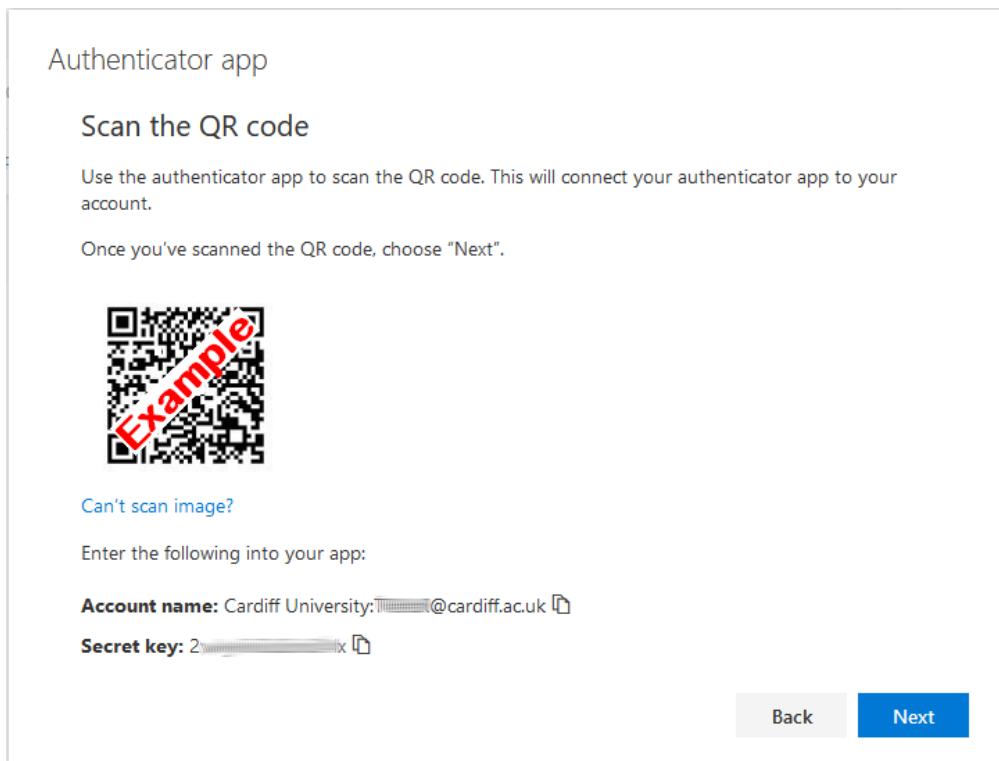 Authenticator app
Scan the QR code
Use the authenticator app to scan the QR code. This will connect your authenticator app to your
account.
Once you've scanned the QR code, choose “Next”.
Example
Can't scan image?
Enter the following into your app:
Account name: Cardiff University: @cardiff.ac.uk
Secret key:
Back
Next